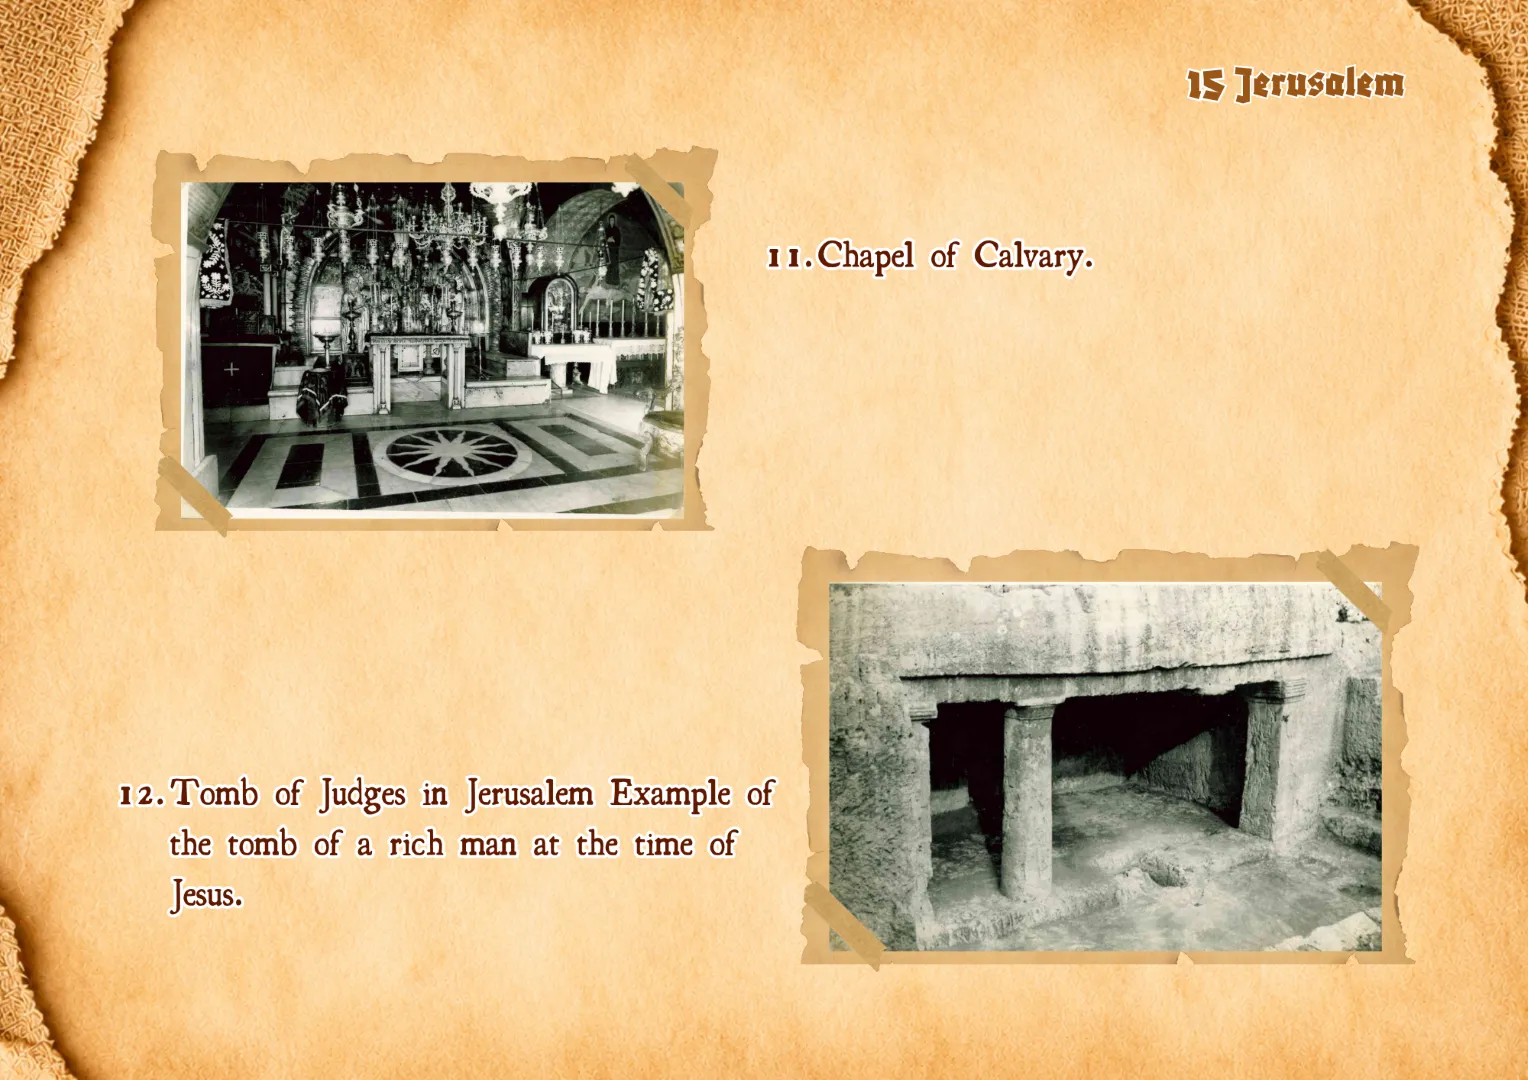 15 Jerusalem
11. Chapel of Calvary.
12. Tomb of Judges in Jerusalem Example of
the tomb of a rich man at the time of
Jesus.